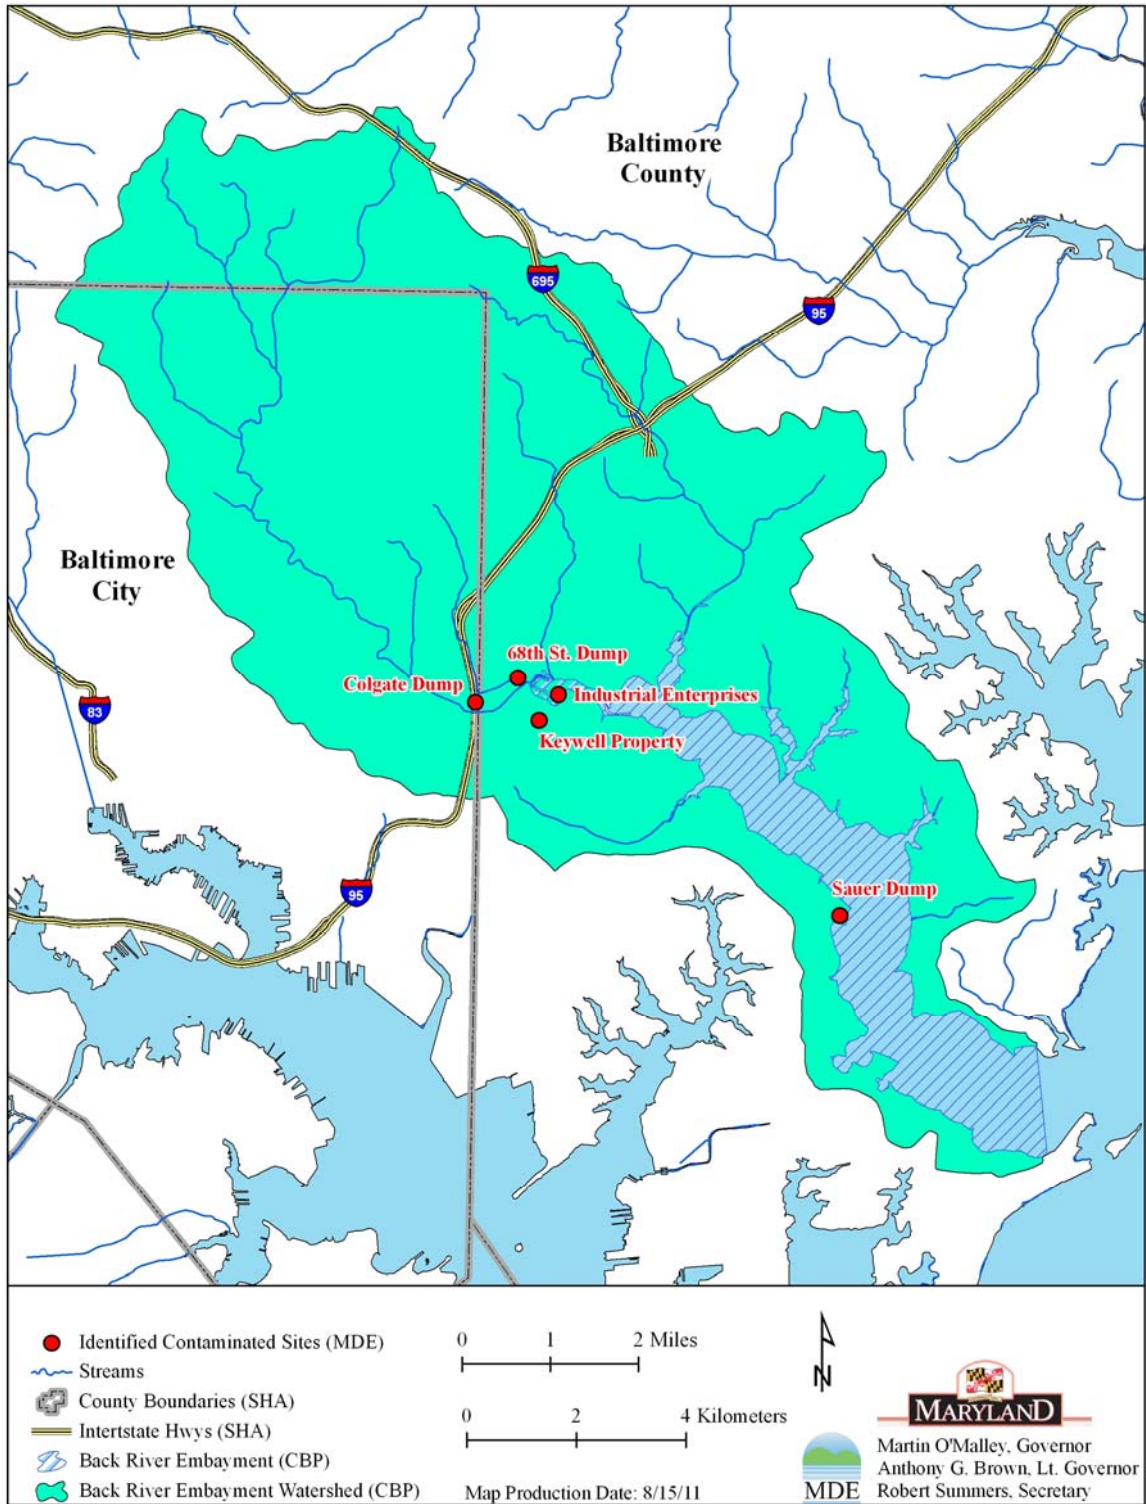 Baltimore
County
695
95
Baltimore
City
68th St. Dump
Colgate Dump
Industrial Enterprises
83
Keywell Property
95
Sauer Dump
Identified Contaminated Sites (MDE)
Streams
County Boundaries (SHA)
Intertstate Hwys (SHA)
Back River Embayment (CBP)
Back River Embayment Watershed (CBP)
0 1 2 Miles
0 2 4 Kilometers
Map Production Date: 8/15/11
N
MARYLAND
MDE
Martin O'Malley, Governor
Anthony G. Brown, Lt. Governor
Robert Summers, Secretary